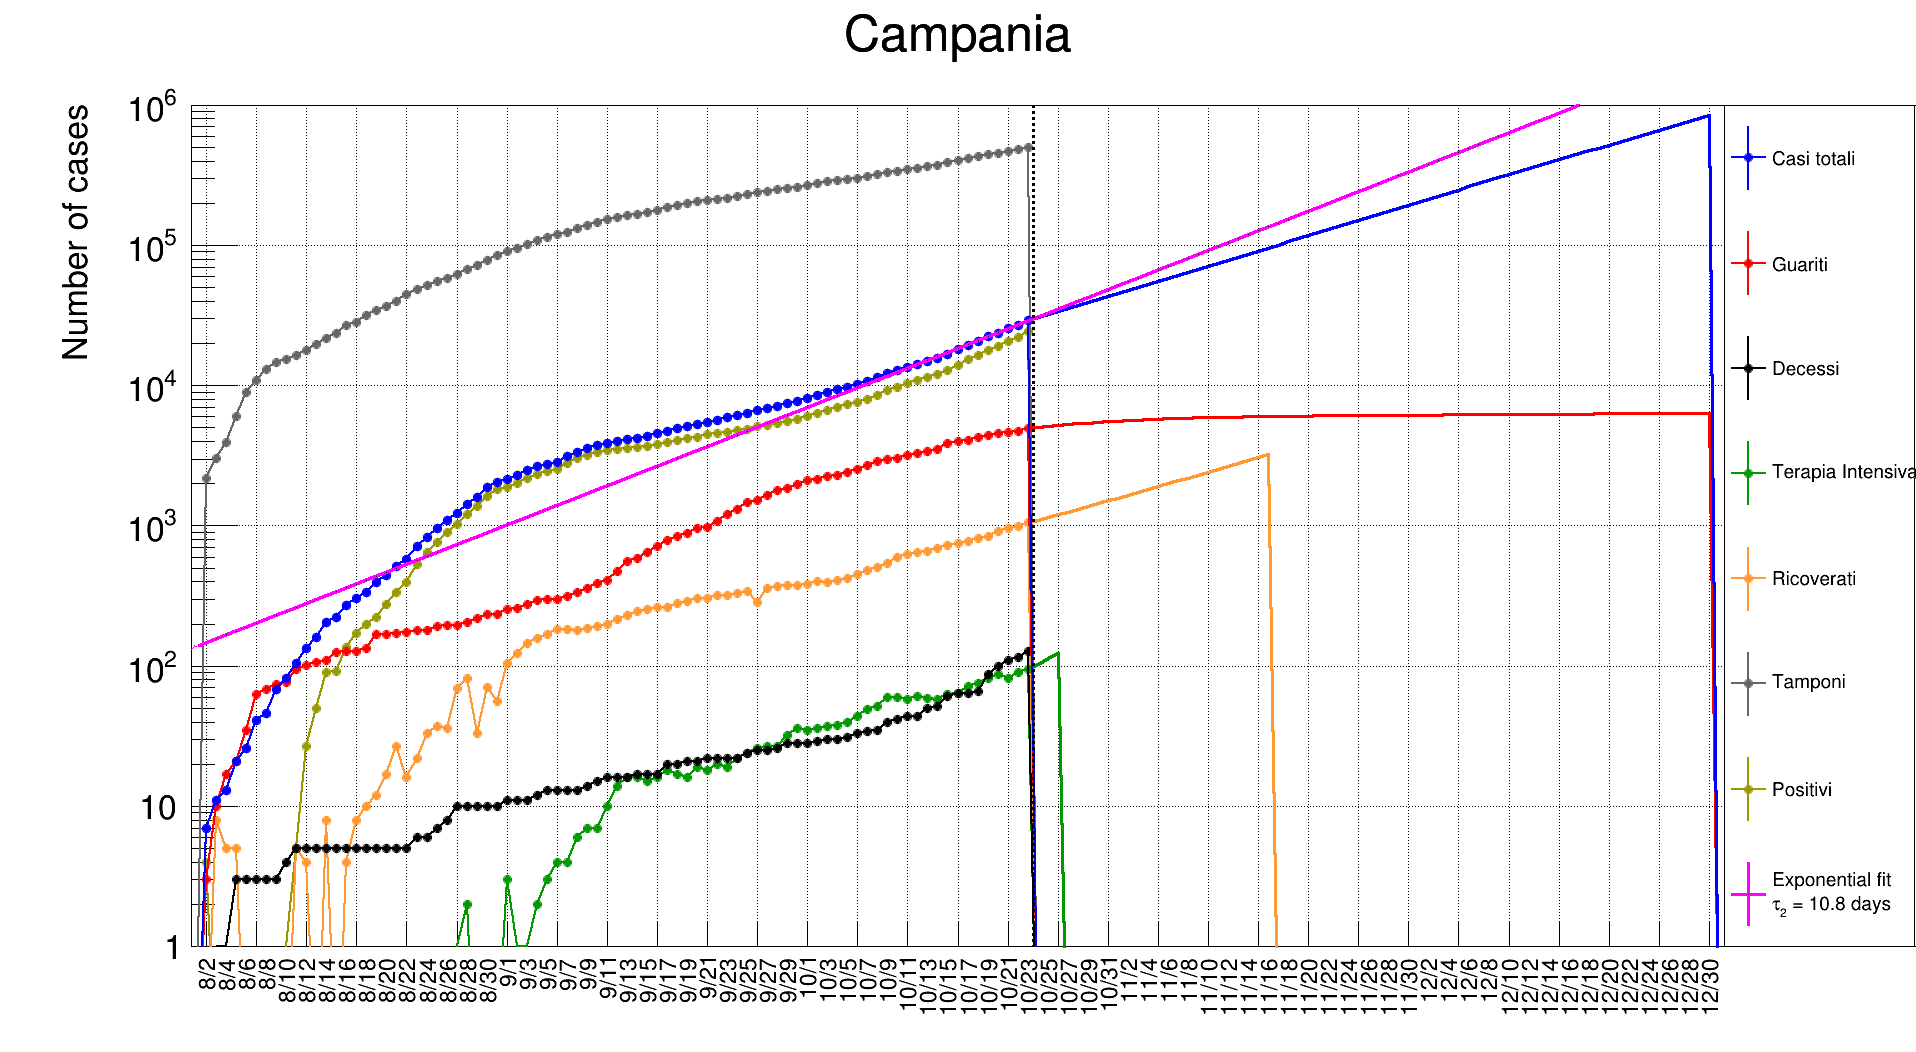 Campania
Number of cases
10^6
10^5
10^4
10^3
10^2
10
1
8/2 8/4 8/6 8/8 8/10 8/12 8/14 8/16 8/18 8/20 8/22 8/24 8/26 8/28 8/30 9/1 9/3 9/5 9/7 9/9 9/11 9/13 9/15 9/17 9/19 9/21 9/23 9/25 9/27 9/29 10/1 10/3 10/5 10/7 10/9 10/11 10/13 10/15 10/17 10/19 10/21 10/23 10/25 10/27 10/29 10/31 11/2 11/4 11/6 11/8 11/10 11/12 11/14 11/16 11/18 11/20 11/22 11/24 11/26 11/28 11/30 12/2 12/4 12/6 12/8 12/10 12/12 12/14 12/16 12/18 12/20 12/22 12/24 12/26 12/28 12/30
Casi totali
Guariti
Decessi
Terapia Intensiva
Ricoverati
Tamponi
Positivi
Exponential fit
τ₂ = 10.8 days